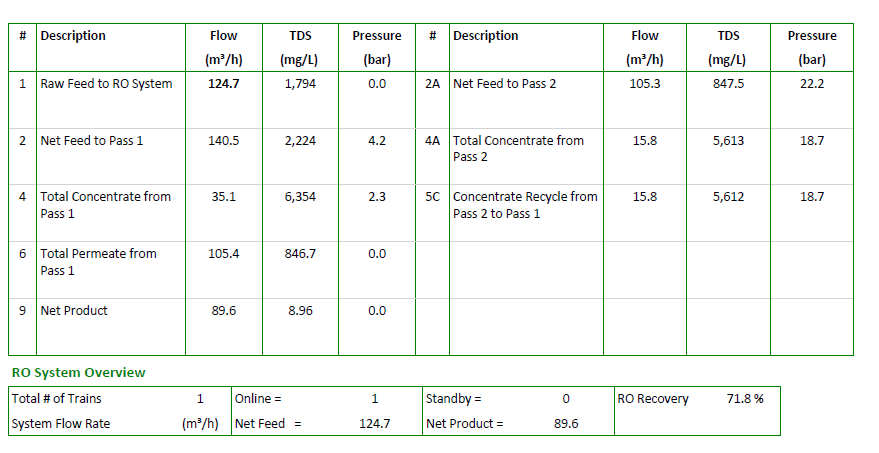 # Description Flow TDS Pressure # Description Flow TDS Pressure
(m³/h) (mg/L) (bar) (m³/h) (mg/L) (bar)
1 Raw Feed to RO System 124.7 1,794 0.0 2A Net Feed to Pass 2 105.3 847.5 22.2
2 Net Feed to Pass 1 140.5 2,224 4.2 4A Total Concentrate from 15.8 5,613 18.7
Pass 2
4 Total Concentrate from 35.1 6,354 2.3 5C Concentrate Recycle from 15.8 5,612 18.7
Pass 1 Pass 2 to Pass 1
6 Total Permeate from 105.4 846.7 0.0
Pass 1
9 Net Product 89.6 8.96 0.0
RO System Overview
Total # of Trains 1 Online = 1 Standby = 0 RO Recovery 71.8 %
System Flow Rate (m³/h) Net Feed = 124.7 Net Product = 89.6